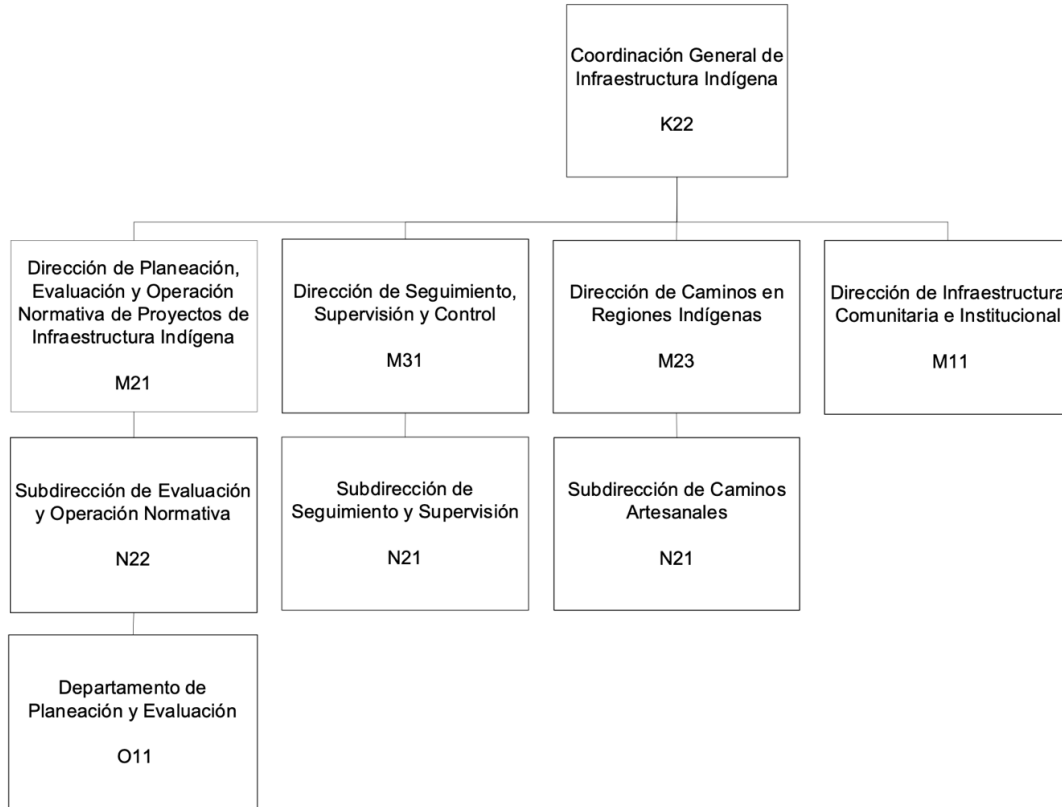 Coordinación General de
Infraestructura Indígena
K22
Dirección de Planeación,
Evaluación y Operación
Normativa de Proyectos de
Infraestructura Indígena
M21
Dirección de Seguimiento,
Supervisión y Control
M31
Dirección de Caminos en
Regiones Indígenas
M23
Dirección de Infraestructura
Comunitaria e Institucional
M11
Subdirección de Evaluación
y Operación Normativa
N22
Subdirección de
Seguimiento y Supervisión
N21
Subdirección de Caminos
Artesanales
N21
Departamento de
Planeación y Evaluación
O11